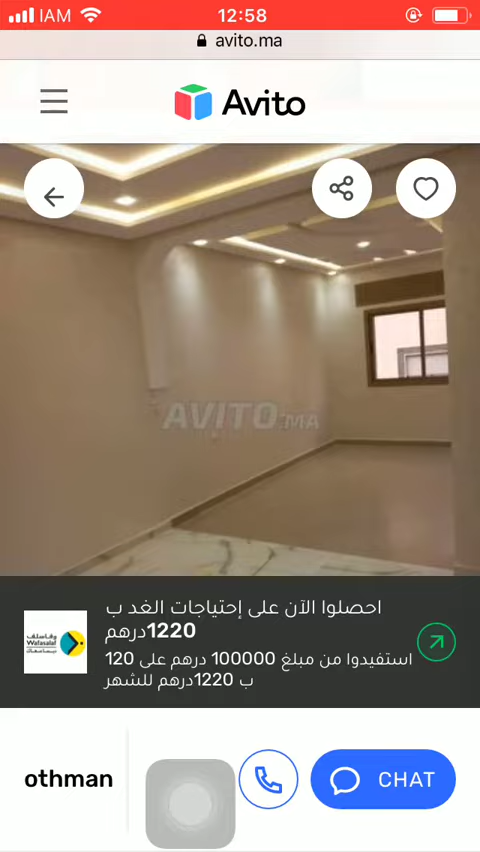 IAM 12:58
avito.ma
Avito
AVITO.MA
احصلوا الآن على إحتياجات الغد ب
1220درهم
استفيدوا من مبلغ 100000 درهم على 120
ب 1220درهم للشهر
وفاسلف
Wafasalaf
othman
CHAT